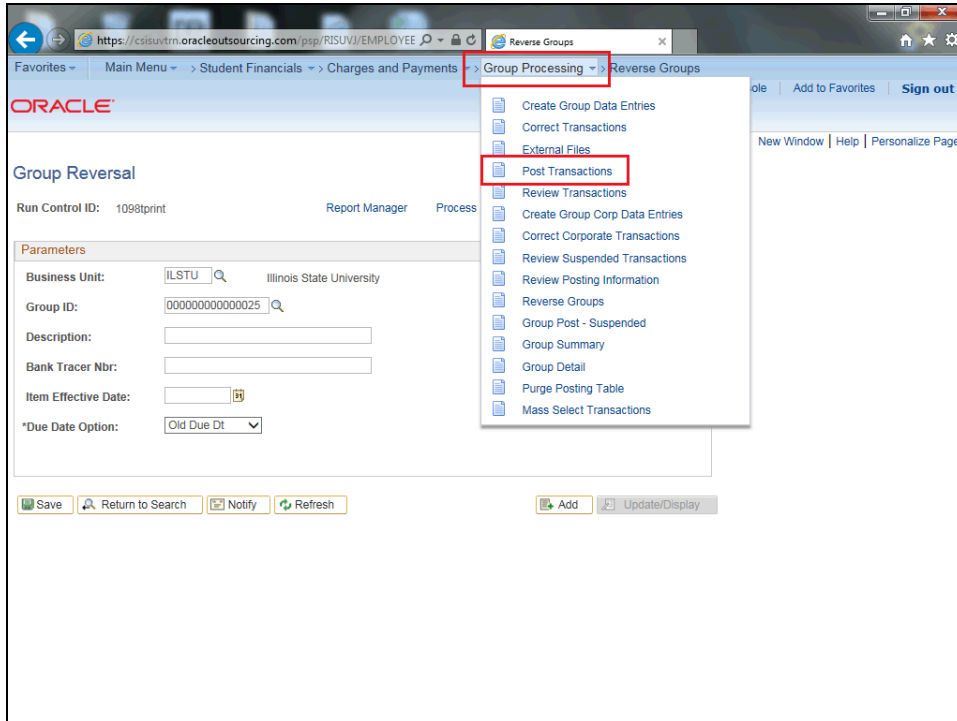 https://csisuvtrn.oracleoutsourcing.com/psp/RISUVJ/EMPLOYEE
Reverse Groups
Favorites Main Menu > Student Financials > Charges and Payments > Group Processing > Reverse Groups
ORACLE
ole Add to Favorites Sign out
Create Group Data Entries
Correct Transactions
External Files
Post Transactions
Review Transactions
Create Group Corp Data Entries
Correct Corporate Transactions
Review Suspended Transactions
Review Posting Information
Reverse Groups
Group Post - Suspended
Group Summary
Group Detail
Purge Posting Table
Mass Select Transactions
New Window | Help | Personalize Page
Group Reversal
Run Control ID: 1098tprint Report Manager Process
Parameters
Business Unit: ILSTU Illinois State University
Group ID: 000000000000025
Description:
Bank Tracer Nbr:
Item Effective Date:
*Due Date Option: Old Due Dt
Save Return to Search Notify Refresh Add Update/Display